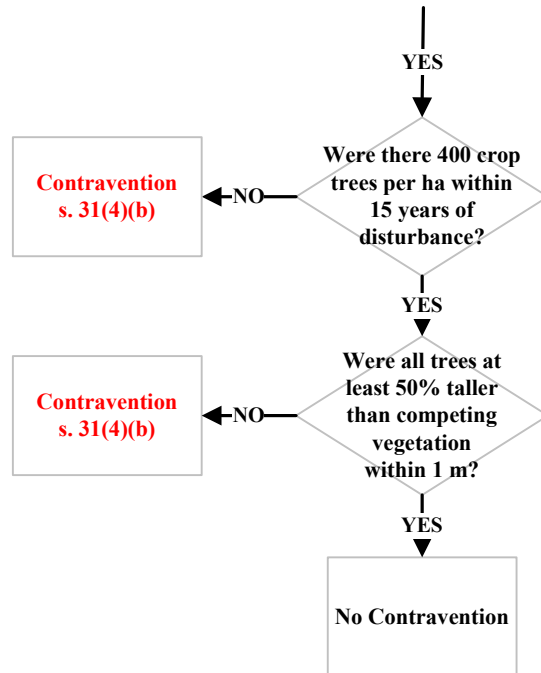 YES
Were there 400 crop
trees per ha within
15 years of
disturbance?
NO
Contravention
s. 31(4)(b)
YES
Were all trees at
least 50% taller
than competing
vegetation
within 1 m?
NO
Contravention
s. 31(4)(b)
YES
No Contravention